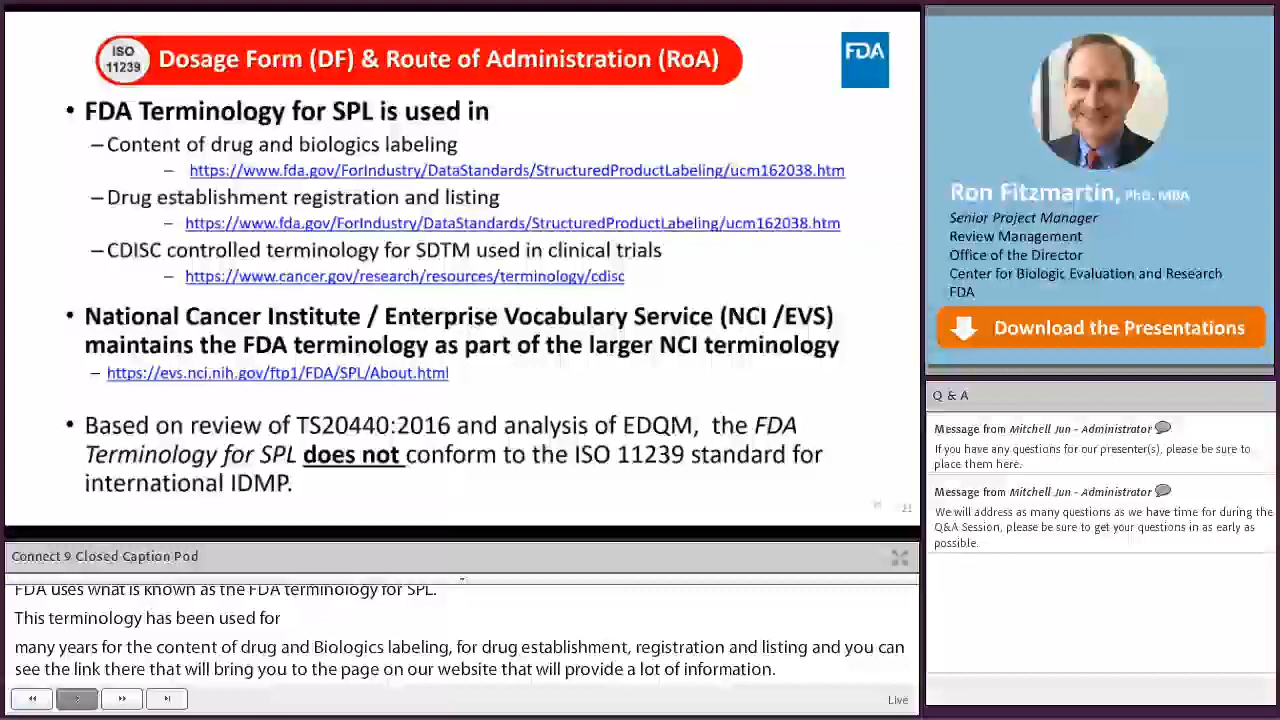 ISO
11239
Dosage Form (DF) & Route of Administration (RoA)
FDA
• FDA Terminology for SPL is used in
– Content of drug and biologics labeling
– https://www.fda.gov/ForIndustry/DataStandards/StructuredProductLabeling/ucm162038.htm
– Drug establishment registration and listing
– https://www.fda.gov/ForIndustry/DataStandards/StructuredProductLabeling/ucm162038.htm
– CDISC controlled terminology for SDTM used in clinical trials
– https://www.cancer.gov/research/resources/terminology/cdisc
• National Cancer Institute / Enterprise Vocabulary Service (NCI /EVS)
maintains the FDA terminology as part of the larger NCI terminology
– https://evs.nci.nih.gov/ftp1/FDA/SPL/About.html
• Based on review of TS20440:2016 and analysis of EDQM, the FDA
Terminology for SPL does not conform to the ISO 11239 standard for
international IDMP.
Ron Fitzmartin, PhD, MBA
Senior Project Manager
Review Management
Office of the Director
Center for Biologic Evaluation and Research
FDA
Download the Presentations
Q & A
Message from Mitchell Jun - Administrator
If you have any questions for our presenter(s), please be sure to
place them here.
Message from Mitchell Jun - Administrator
We will address as many questions as we have time for during the
Q&A Session, please be sure to get your questions in as early as
possible.
Connect 9 Closed Caption Pod
FDA uses what is known as the FDA terminology for SPL.
This terminology has been used for
many years for the content of drug and Biologics labeling, for drug establishment, registration and listing and you can
see the link there that will bring you to the page on our website that will provide a lot of information.
Live